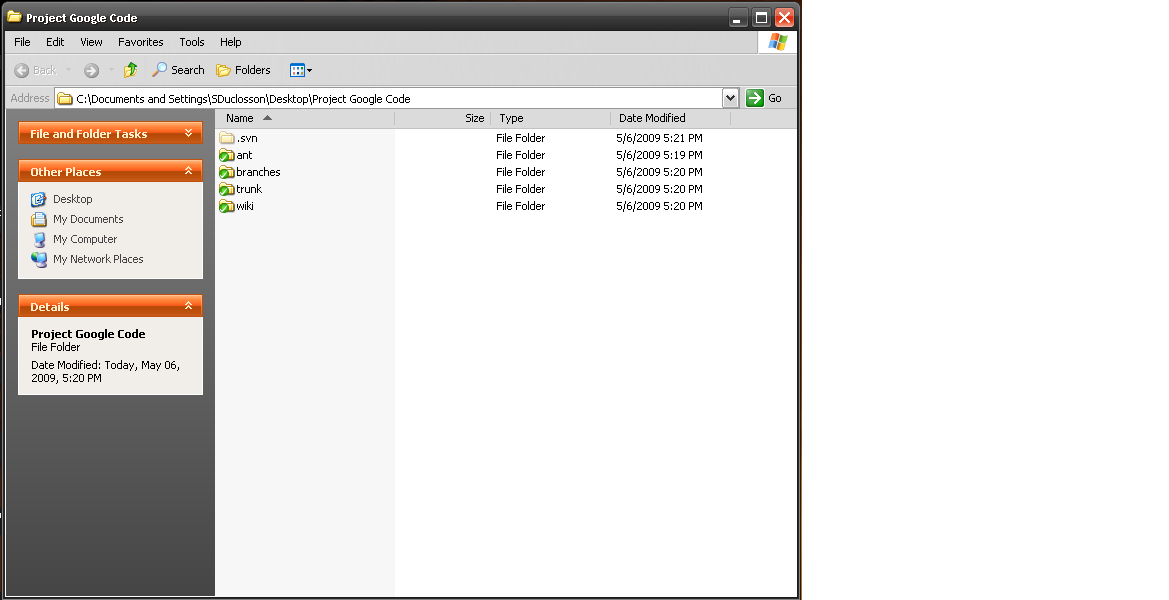 Project Google Code
File Edit View Favorites Tools Help
Back Search Folders
Address C:\Documents and Settings\SDuclosson\Desktop\Project Google Code Go
File and Folder Tasks
Other Places
Desktop
My Documents
My Computer
My Network Places
Details
Project Google Code
File Folder
Date Modified: Today, May 06,
2009, 5:20 PM
Name Size Type Date Modified
.svn File Folder 5/6/2009 5:21 PM
ant File Folder 5/6/2009 5:19 PM
branches File Folder 5/6/2009 5:20 PM
trunk File Folder 5/6/2009 5:20 PM
wiki File Folder 5/6/2009 5:20 PM